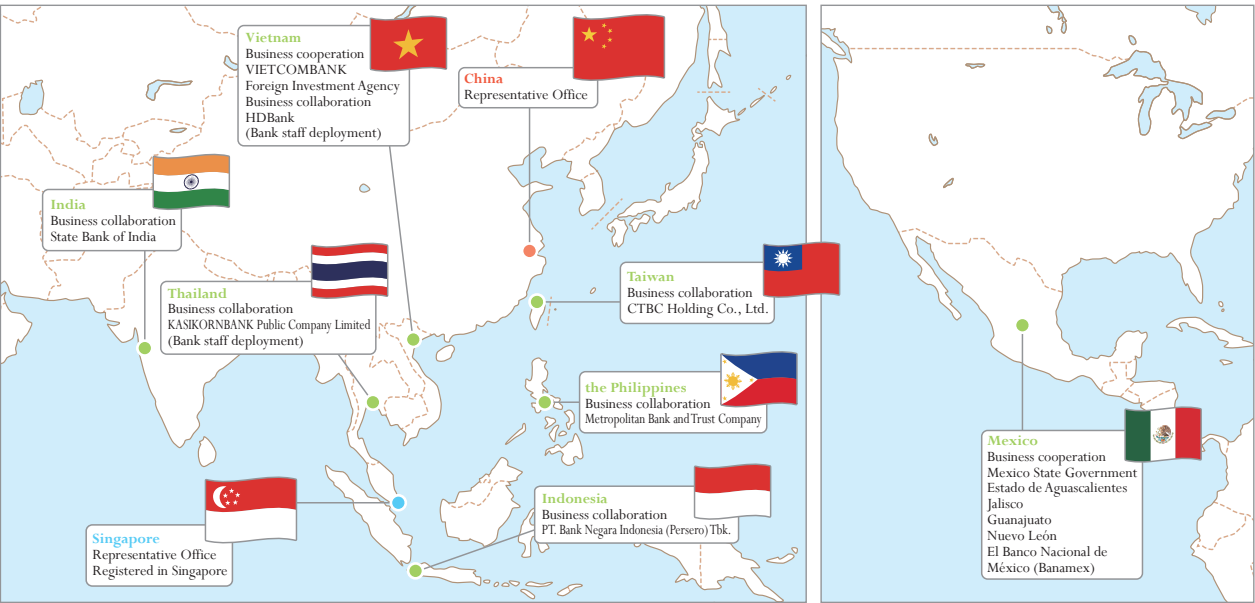 Vietnam
Business cooperation
VIETCOMBANK
Foreign Investment Agency
Business collaboration
HDBank
(Bank staff deployment)
China
Representative Office
India
Business collaboration
State Bank of India
Thailand
Business collaboration
KASIKORNBANK Public Company Limited
(Bank staff deployment)
Taiwan
Business collaboration
CTBC Holding Co., Ltd.
the Philippines
Business collaboration
Metropolitan Bank and Trust Company
Singapore
Representative Office
Registered in Singapore
Indonesia
Business collaboration
PT. Bank Negara Indonesia (Persero) Tbk.
Mexico
Business cooperation
Mexico State Government
Estado de Aguascalientes
Jalisco
Guanajuato
Nuevo León
El Banco Nacional de
México (Banamex)